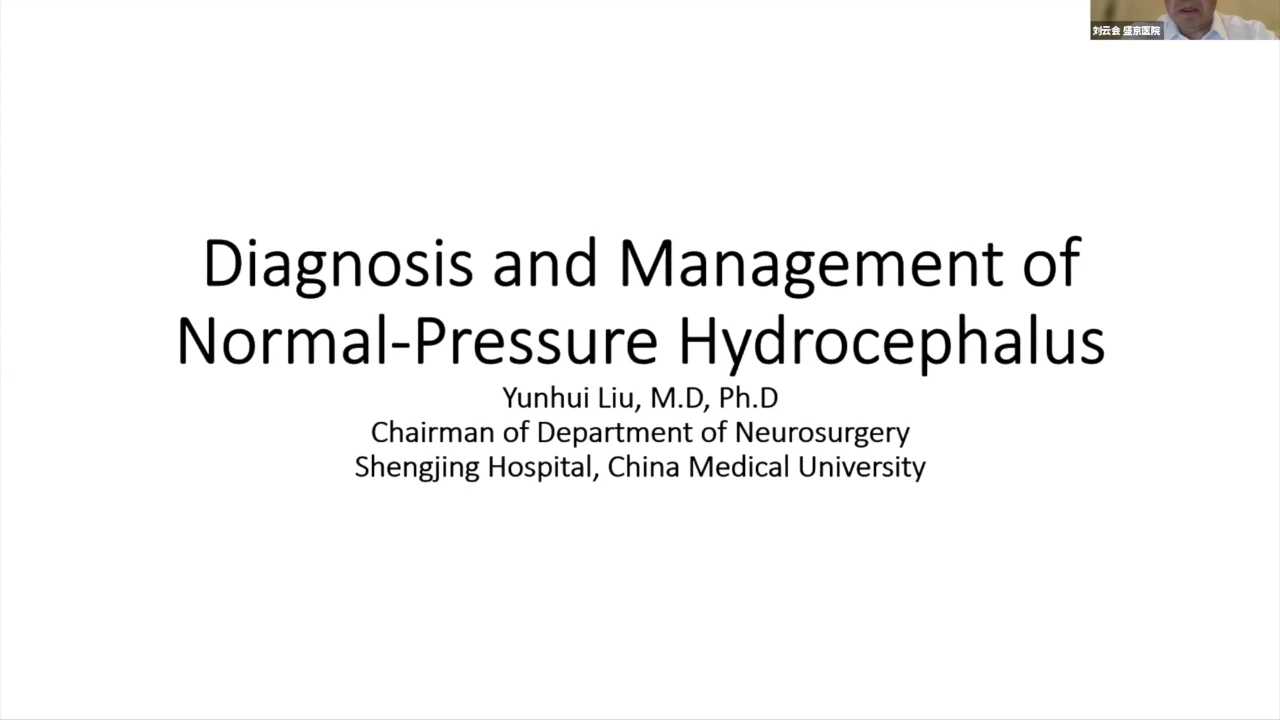 刘云会 盛京医院
Diagnosis and Management of
Normal-Pressure Hydrocephalus
Yunhui Liu, M.D, Ph.D
Chairman of Department of Neurosurgery
Shengjing Hospital, China Medical University